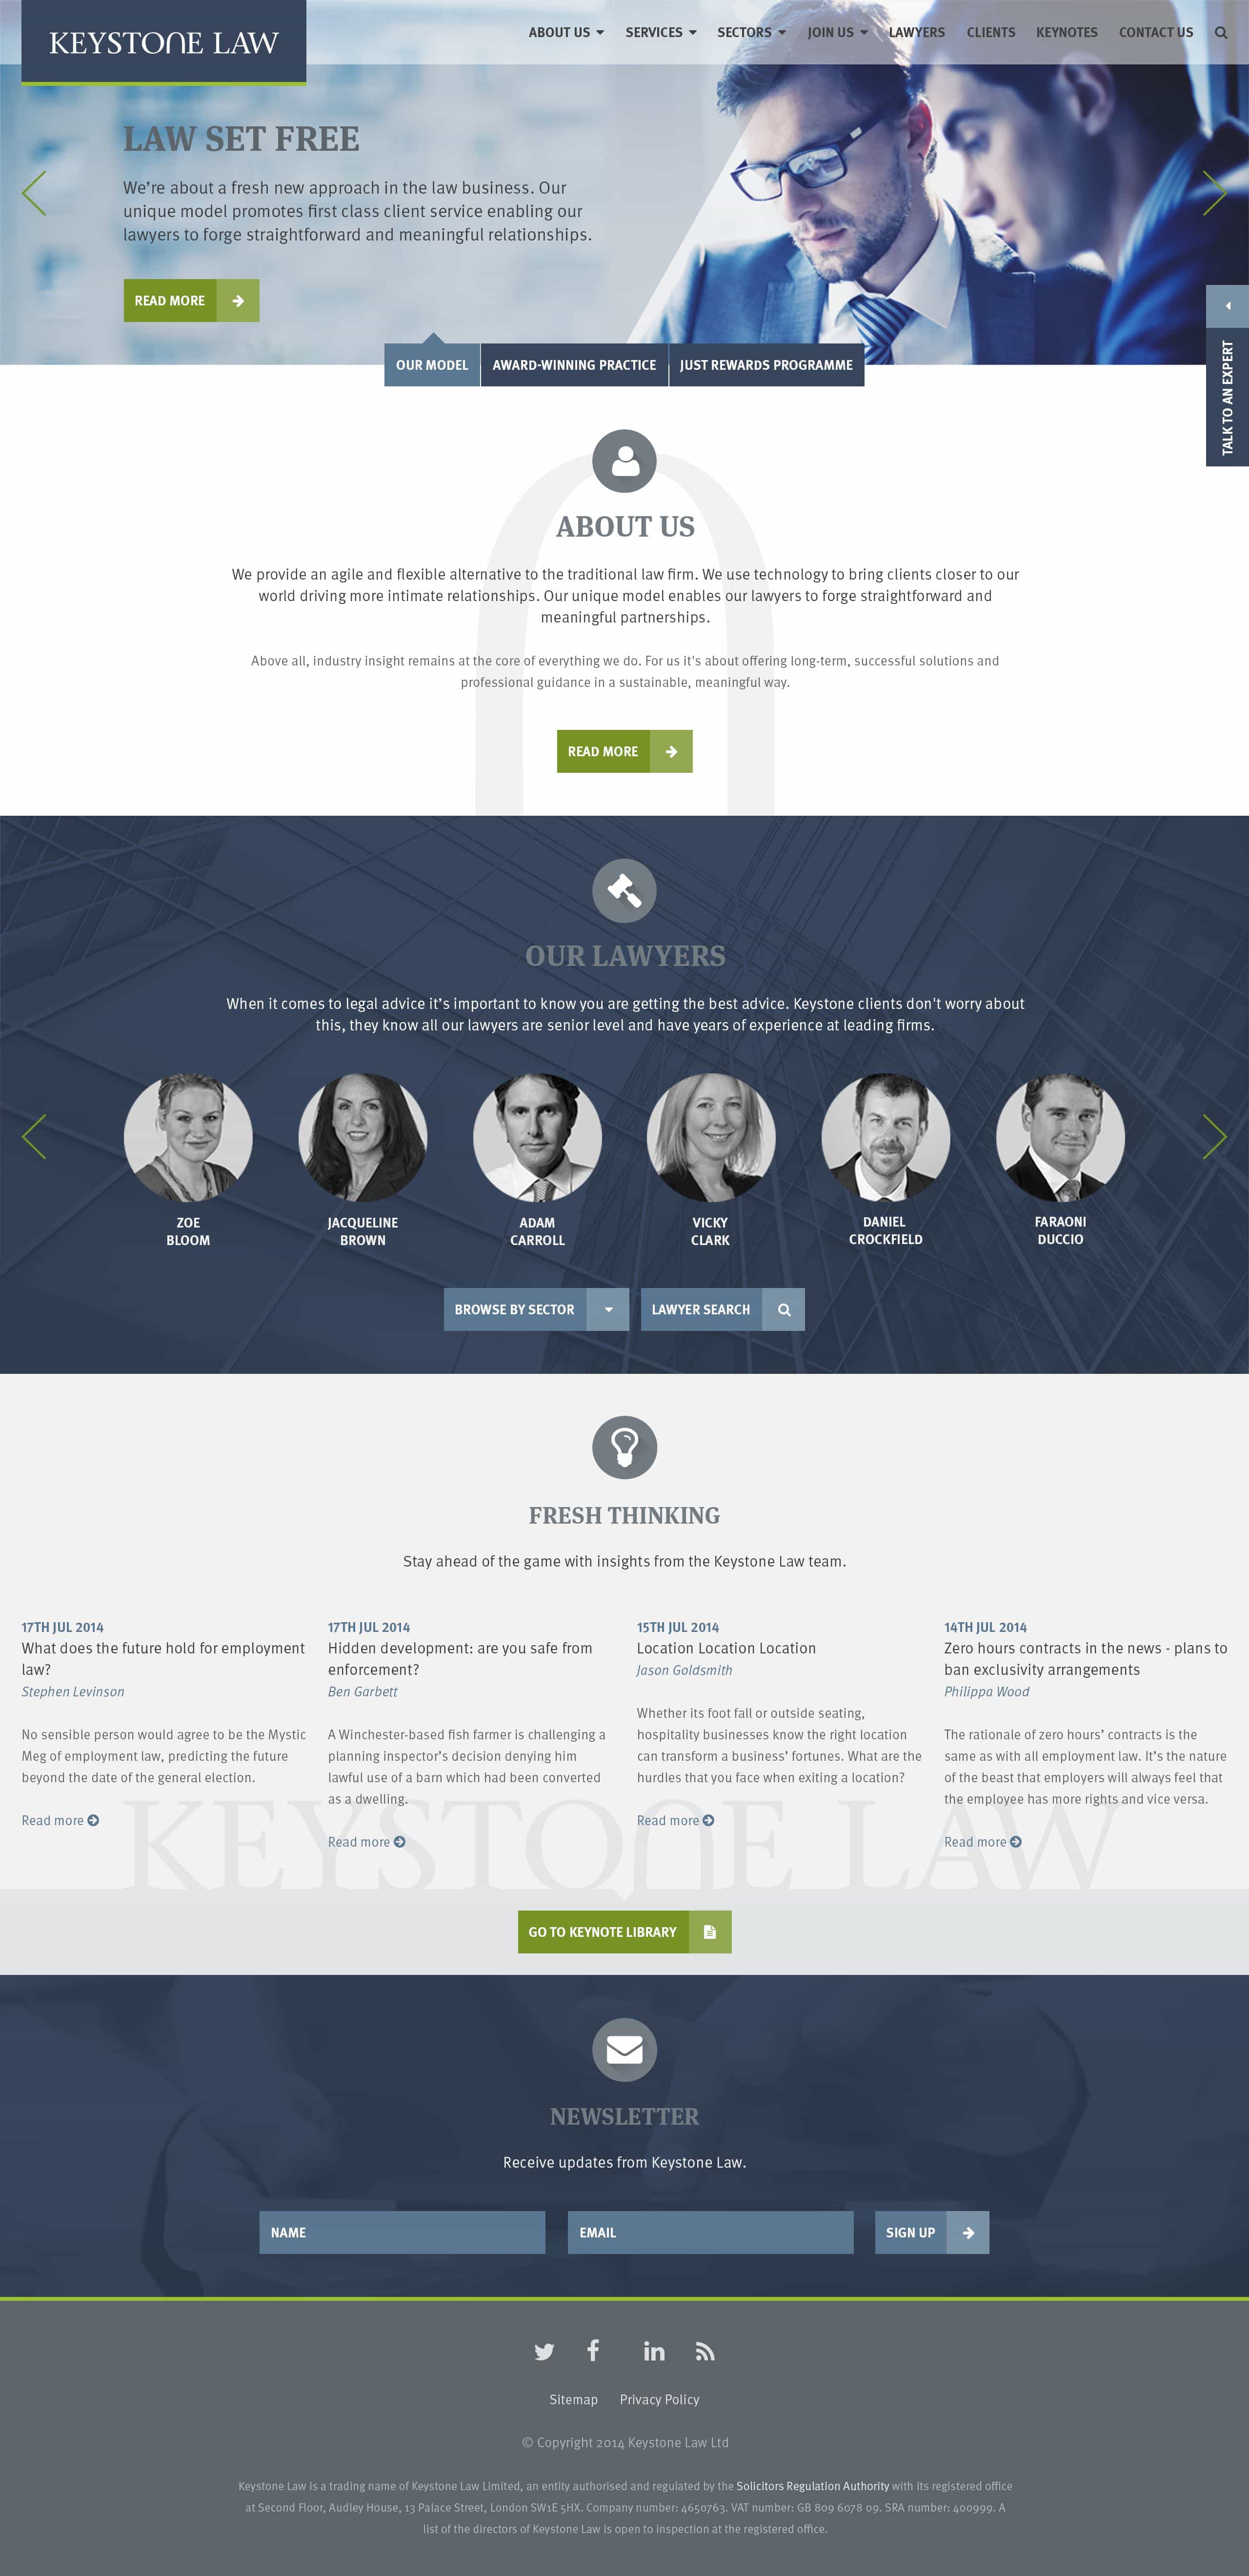 KEYSTONE LAW
ABOUT US
SERVICES
SECTORS
JOIN US
LAWYERS
CLIENTS
KEYNOTES
CONTACT US
LAW SET FREE
We're about a fresh new approach in the law business. Our
unique model promotes first class client service enabling our
lawyers to forge straightforward and meaningful relationships.
READ MORE
OUR MODEL
AWARD-WINNING PRACTICE
JUST REWARDS PROGRAMME
TALK TO AN EXPERT
ABOUT US
We provide an agile and flexible alternative to the traditional law firm. We use technology to bring clients closer to our
world driving more intimate relationships. Our unique model enables our lawyers to forge straightforward and
meaningful partnerships.
Above all, industry insight remains at the core of everything we do. For us it's about offering long-term, successful solutions and
professional guidance in a sustainable, meaningful way.
READ MORE
OUR LAWYERS
When it comes to legal advice it's important to know you are getting the best advice. Keystone clients don't worry about
this, they know all our lawyers are senior level and have years of experience at leading firms.
ZOE
BLOOM
JACQUELINE
BROWN
ADAM
CARROLL
VICKY
CLARK
DANIEL
CROCKFIELD
FARAONI
DUCCIO
BROWSE BY SECTOR
LAWYER SEARCH
FRESH THINKING
Stay ahead of the game with insights from the Keystone Law team.
17TH JUL 2014
What does the future hold for employment
law?
Stephen Levinson
No sensible person would agree to be the Mystic
Meg of employment law, predicting the future
beyond the date of the general election.
Read more
17TH JUL 2014
Hidden development: are you safe from
enforcement?
Ben Garbett
A Winchester-based fish farmer is challenging a
planning inspector's decision denying him
lawful use of a barn which had been converted
as a dwelling.
Read more
15TH JUL 2014
Location Location Location
Jason Goldsmith
Whether its foot fall or outside seating,
hospitality businesses know the right location
can transform a business' fortunes. What are the
hurdles that you face when exiting a location?
Read more
14TH JUL 2014
Zero hours contracts in the news - plans to
ban exclusivity arrangements
Philippa Wood
The rationale of zero hours' contracts is the
same as with all employment law. It's the nature
of the beast that employers will always feel that
the employee has more rights and vice versa.
Read more
KEYSTONE LAW
GO TO KEYNOTE LIBRARY
NEWSLETTER
Receive updates from Keystone Law.
NAME
EMAIL
SIGN UP
Sitemap
Privacy Policy
© Copyright 2014 Keystone Law Ltd
Keystone Law is a trading name of Keystone Law Limited, an entity authorised and regulated by the Solicitors Regulation Authority with its registered office
at Second Floor, Audley House, 13 Palace Street, London SW1E 5HX. Company number: 4650763. VAT number: GB 809 6078 09. SRA number: 400999. A
list of the directors of Keystone Law is open to inspection at the registered office.